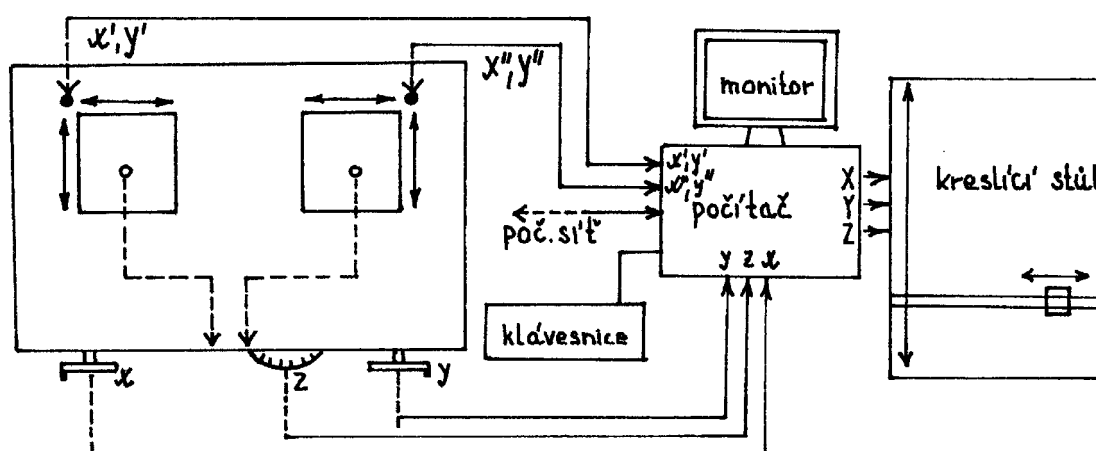 x',y'
x",y"
monitor
x',y'
x",y"
počítač
X
Y
Z
kreslící stůl
poč.síť
y z x
klávesnice
x
z
y